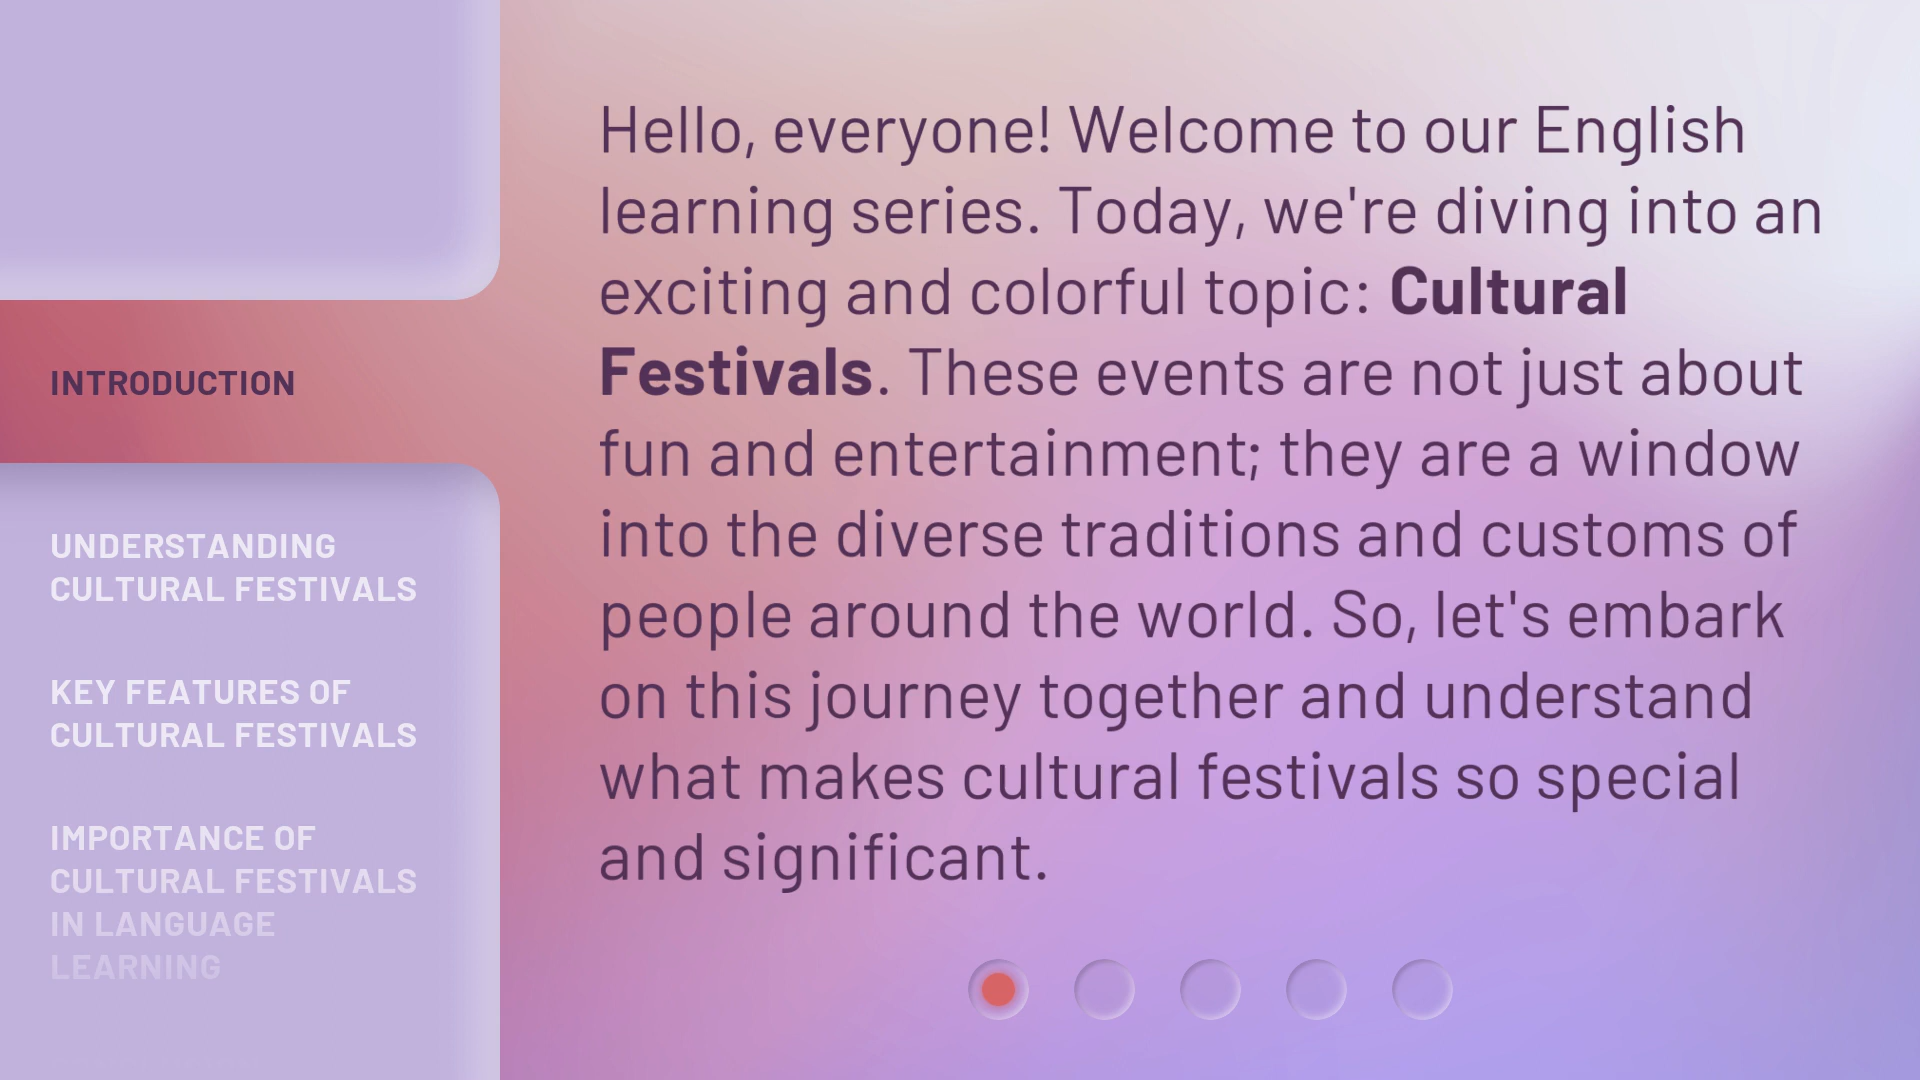 INTRODUCTION
UNDERSTANDING
CULTURAL FESTIVALS
KEY FEATURES OF
CULTURAL FESTIVALS
IMPORTANCE OF
CULTURAL FESTIVALS
IN LANGUAGE
LEARNING
Hello, everyone! Welcome to our English
learning series. Today, we're diving into an
exciting and colorful topic: Cultural
Festivals. These events are not just about
fun and entertainment; they are a window
into the diverse traditions and customs of
people around the world. So, let's embark
on this journey together and understand
what makes cultural festivals so special
and significant.